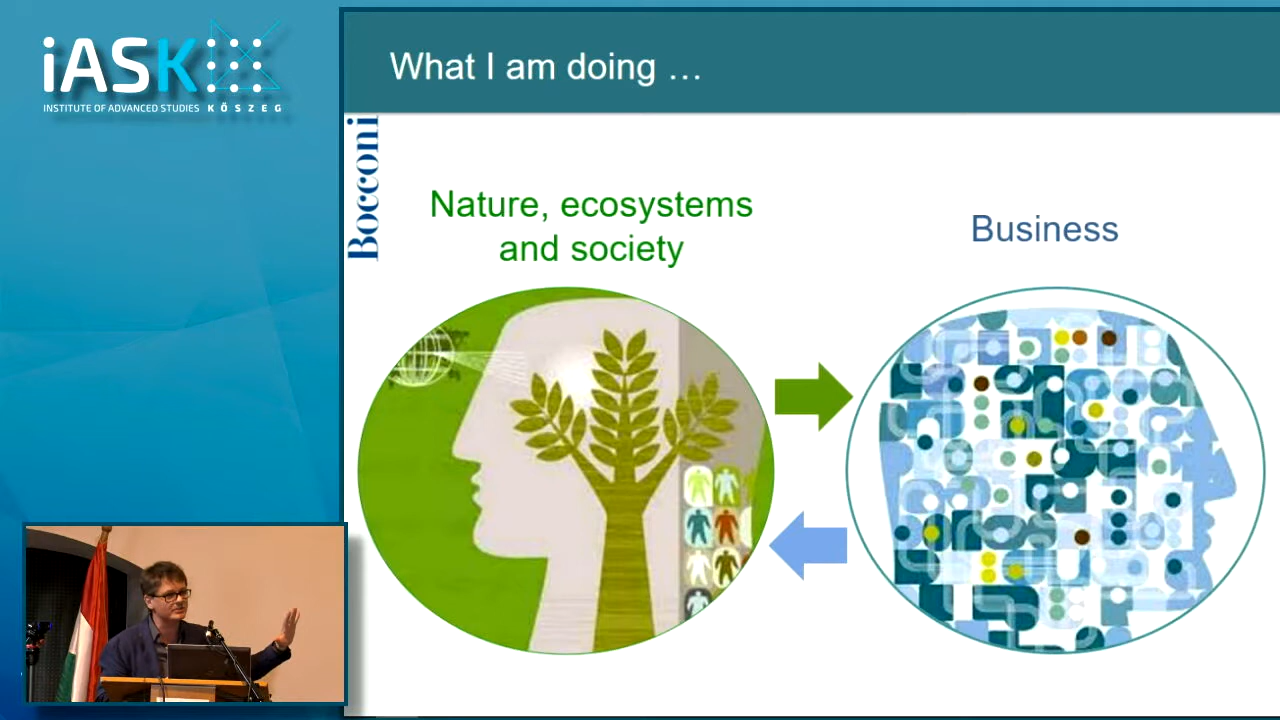 iASK
INSTITUTE OF ADVANCED STUDIES KŐSZEG
What I am doing …
Bocconi
Nature, ecosystems
and society
Business